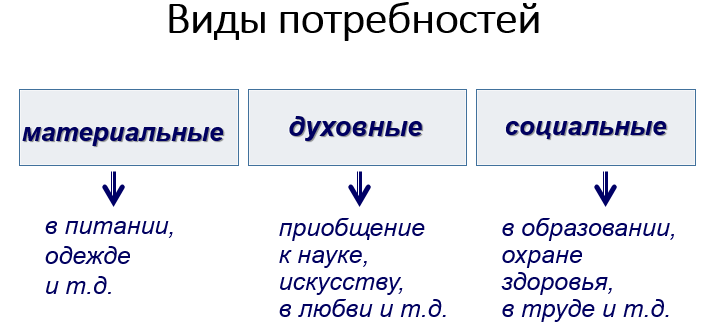 Виды потребностей
материальные
в питании,
одежде
и т.д.
духовные
приобщение
к науке,
искусству,
в любви и т.д.
социальные
в образовании,
охране
здоровья,
в труде и т.д.